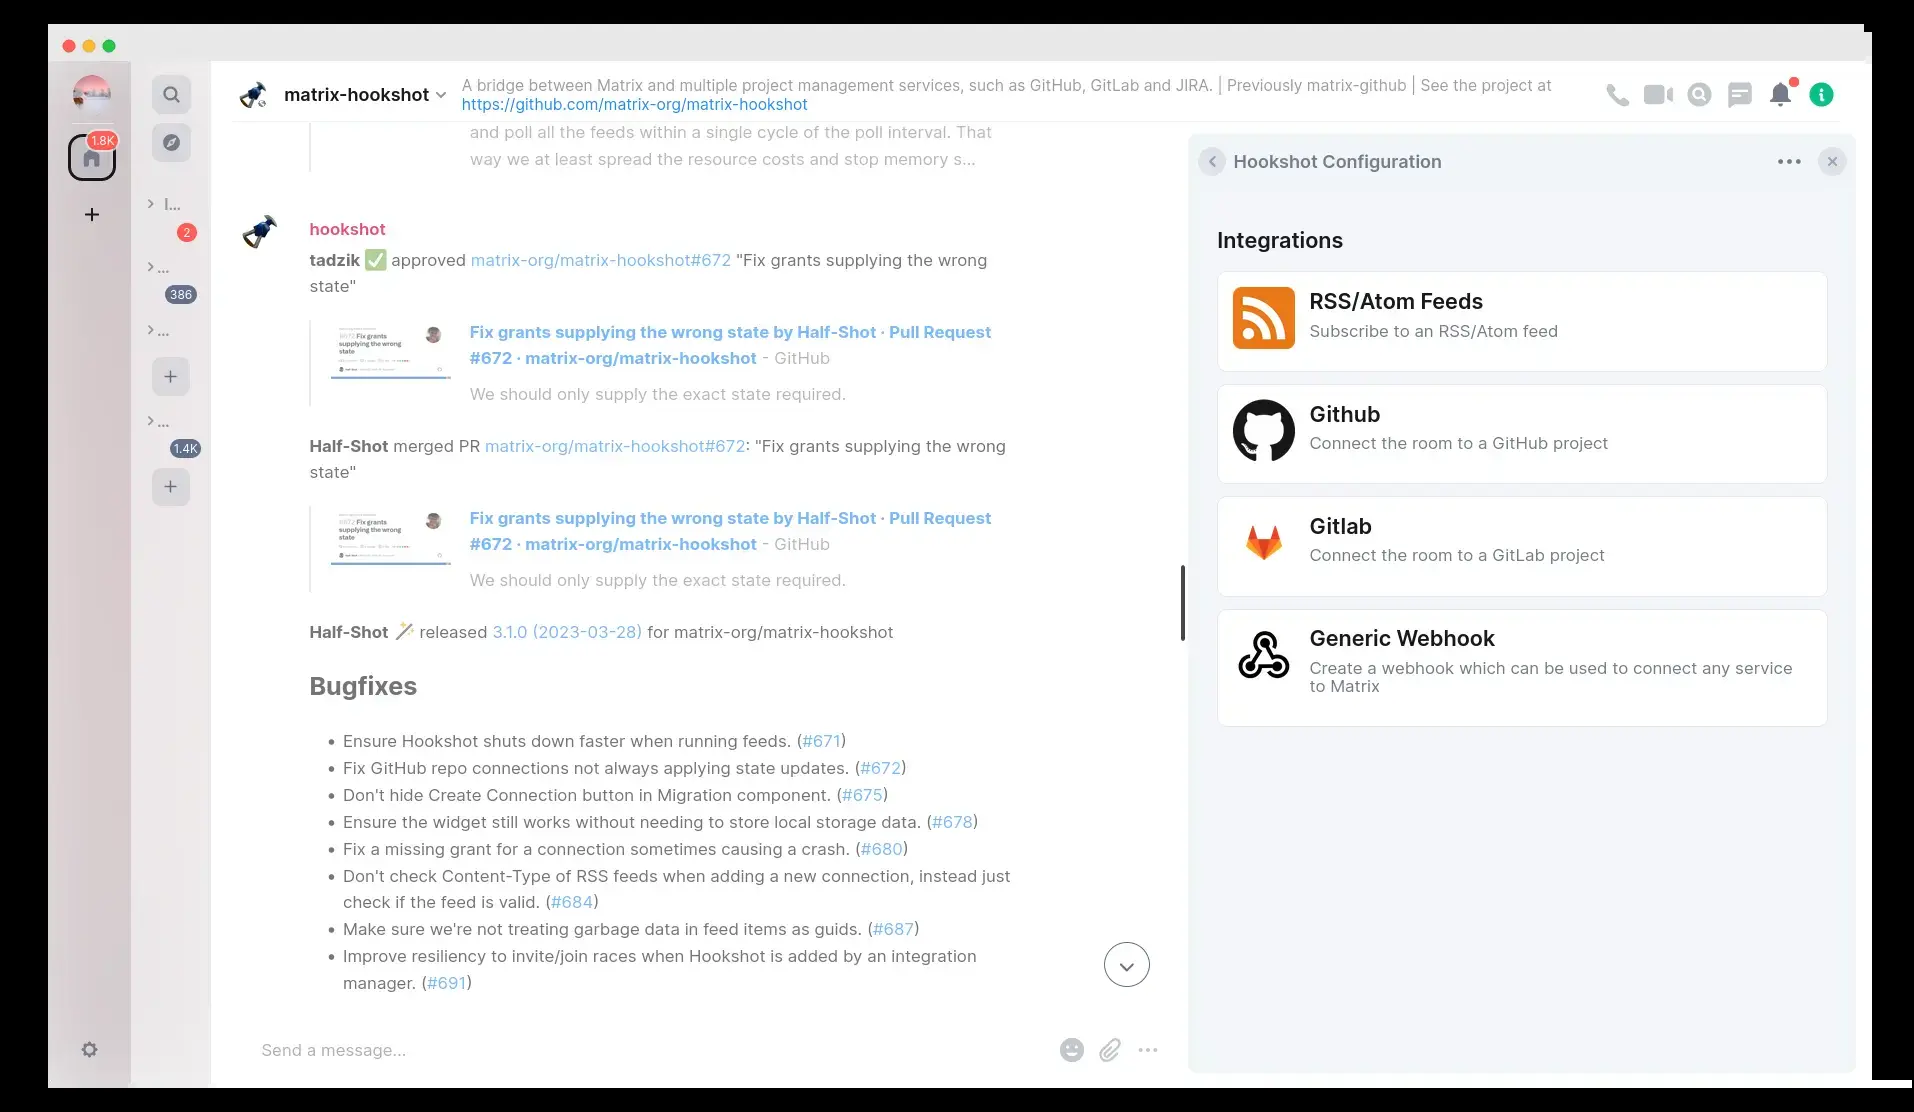 matrix-hookshot
A bridge between Matrix and multiple project management services, such as GitHub, GitLab and JIRA. | Previously matrix-github | See the project at
https://github.com/matrix-org/matrix-hookshot
1.8K
I...
2
...
386
...
...
1.4K
and poll all the feeds within a single cycle of the poll interval. That
way we at least spread the resource costs and stop memory s...
hookshot
tadzik ✅ approved matrix-org/matrix-hookshot#672 "Fix grants supplying the wrong
state"
#672 Fix grants
supplying the wrong
state
Fix grants supplying the wrong state by Half-Shot · Pull Request
#672 · matrix-org/matrix-hookshot - GitHub
We should only supply the exact state required.
Half-Shot merged PR matrix-org/matrix-hookshot#672: "Fix grants supplying the wrong
state"
#672 Fix grants
supplying the wrong
state
Fix grants supplying the wrong state by Half-Shot · Pull Request
#672 · matrix-org/matrix-hookshot - GitHub
We should only supply the exact state required.
Half-Shot 🪄 released 3.1.0 (2023-03-28) for matrix-org/matrix-hookshot
Bugfixes
• Ensure Hookshot shuts down faster when running feeds. (#671)
• Fix GitHub repo connections not always applying state updates. (#672)
• Don't hide Create Connection button in Migration component. (#675)
• Ensure the widget still works without needing to store local storage data. (#678)
• Fix a missing grant for a connection sometimes causing a crash. (#680)
• Don't check Content-Type of RSS feeds when adding a new connection, instead just
check if the feed is valid. (#684)
• Make sure we're not treating garbage data in feed items as guids. (#687)
• Improve resiliency to invite/join races when Hookshot is added by an integration
manager. (#691)
Send a message...
Hookshot Configuration
Integrations
RSS/Atom Feeds
Subscribe to an RSS/Atom feed
Github
Connect the room to a GitHub project
Gitlab
Connect the room to a GitLab project
Generic Webhook
Create a webhook which can be used to connect any service
to Matrix